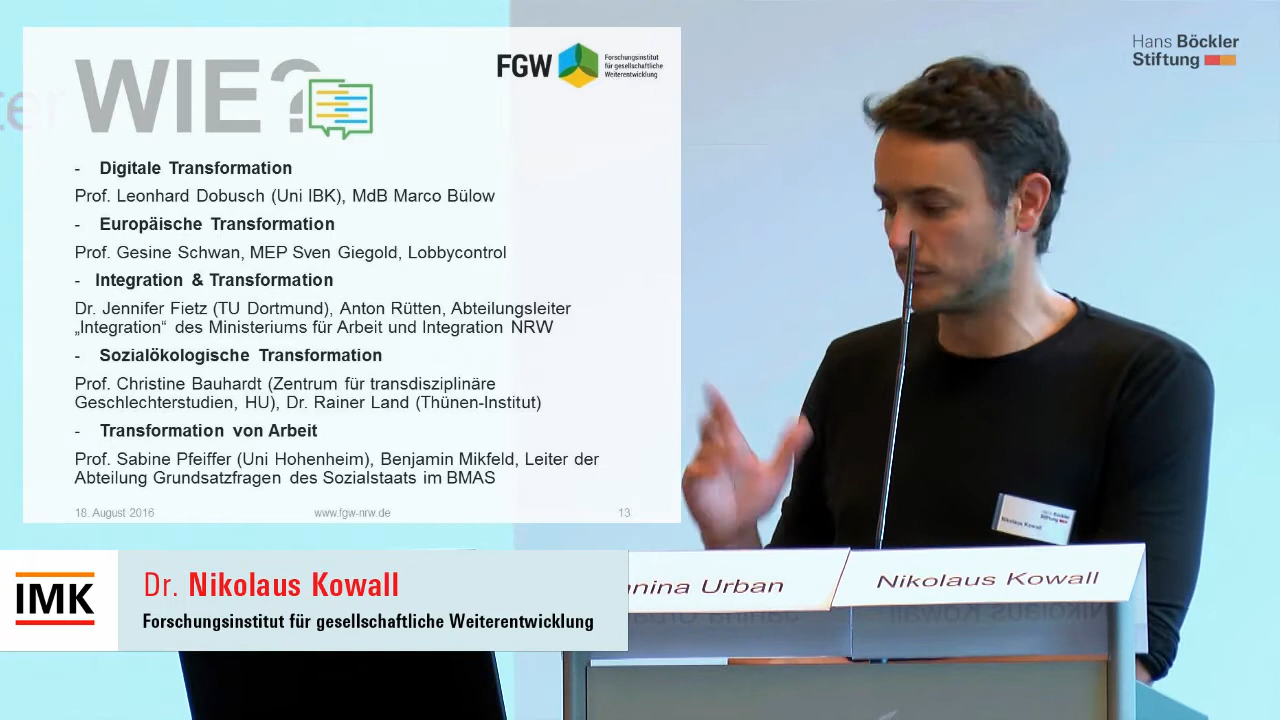 WIE?
FGW
Forschungsinstitut
für gesellschaftliche
Weiterentwicklung
Hans Böckler
Stiftung
- Digitale Transformation
Prof. Leonhard Dobusch (Uni IBK), MdB Marco Bülow
- Europäische Transformation
Prof. Gesine Schwan, MEP Sven Giegold, Lobbycontrol
- Integration & Transformation
Dr. Jennifer Fietz (TU Dortmund), Anton Rütten, Abteilungsleiter
„Integration“ des Ministeriums für Arbeit und Integration NRW
- Sozialökologische Transformation
Prof. Christine Bauhardt (Zentrum für transdisziplinäre
Geschlechterstudien, HU), Dr. Rainer Land (Thünen-Institut)
- Transformation von Arbeit
Prof. Sabine Pfeiffer (Uni Hohenheim), Benjamin Mikfeld, Leiter der
Abteilung Grundsatzfragen des Sozialstaats im BMAS
18. August 2016 www.fgw-nrw.de 13
Hans Böckler
Stiftung
Nikolaus Kowall
IMK
Dr. Nikolaus Kowall
Forschungsinstitut für gesellschaftliche Weiterentwicklung
nina Urban
Nikolaus Kowall